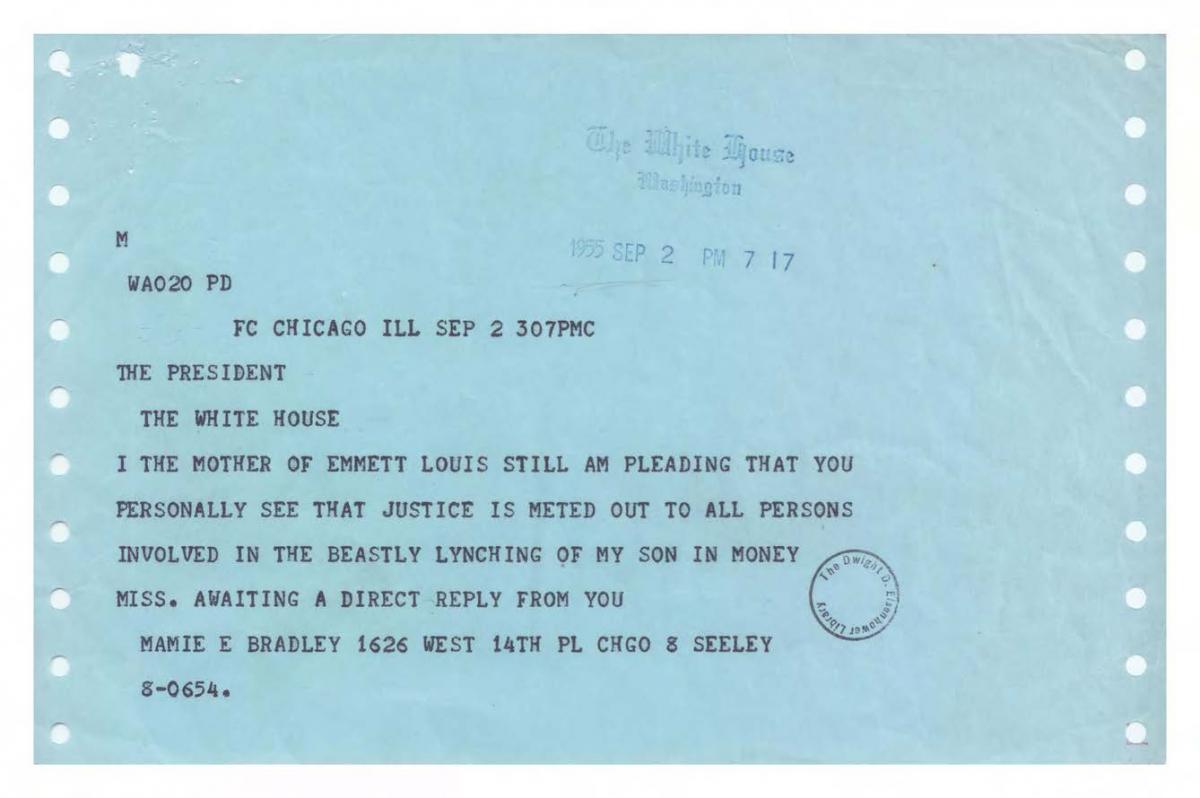 The White House
Washington
1955 SEP 2 PM 7 17
M
WA020 PD
FC CHICAGO ILL SEP 2 307PMC
THE PRESIDENT
THE WHITE HOUSE
I THE MOTHER OF EMMETT LOUIS STILL AM PLEADING THAT YOU
PERSONALLY SEE THAT JUSTICE IS METED OUT TO ALL PERSONS
INVOLVED IN THE BEASTLY LYNCHING OF MY SON IN MONEY
MISS. AWAITING A DIRECT REPLY FROM YOU
MAMIE E BRADLEY 1626 WEST 14TH PL CHGO 8 SEELEY
8-0654.
The Dwight D. Eisenhower Library